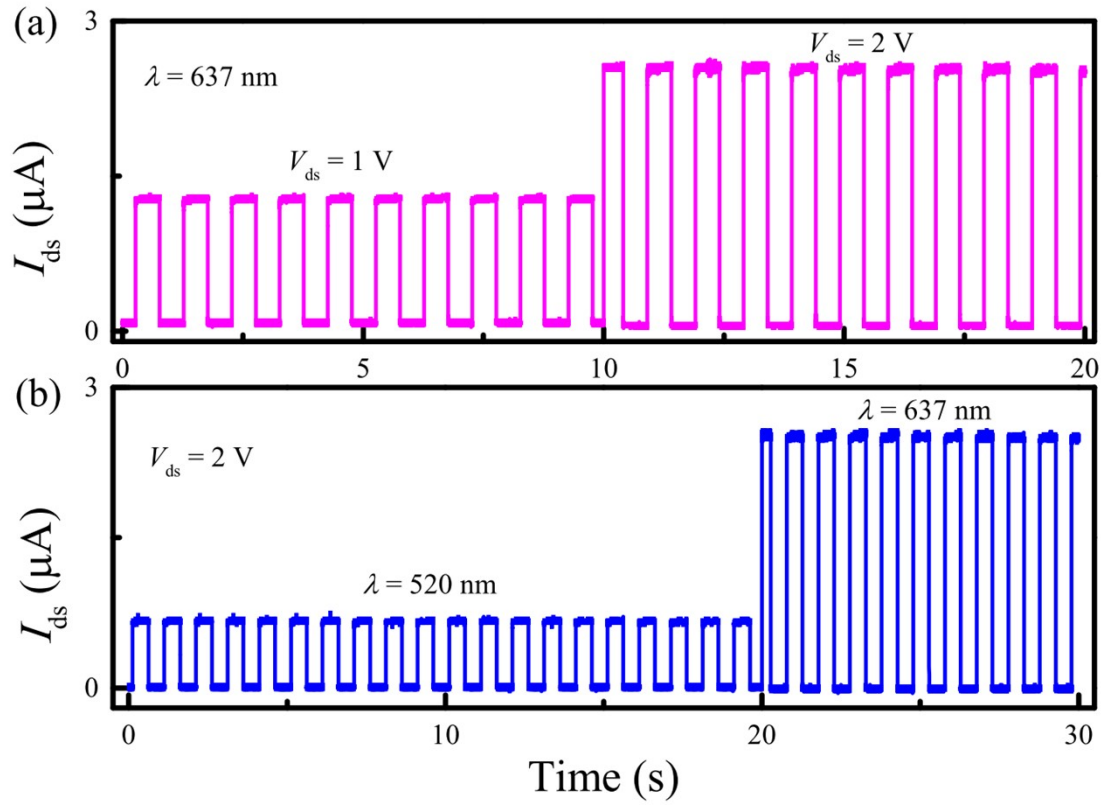 (a)
3
V_ds = 2 V
λ = 637 nm
V_ds = 1 V
I_ds (μA)
0
0 5 10 15 20
(b)
3
λ = 637 nm
V_ds = 2 V
λ = 520 nm
I_ds (μA)
0
0 10 20 30
Time (s)